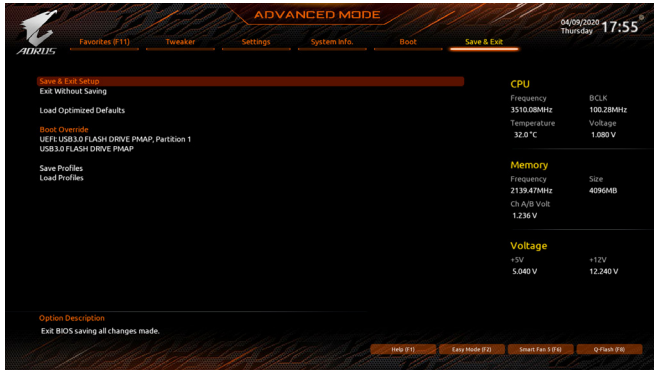 ADVANCED MODE
04/09/2020
Thursday 17:55
AORUS
Favorites (F11) Tweaker Settings System Info. Boot Save & Exit
Save & Exit Setup
Exit Without Saving
Load Optimized Defaults
Boot Override
UEFI: USB3.0 FLASH DRIVE PMAP, Partition 1
USB3.0 FLASH DRIVE PMAP
Save Profiles
Load Profiles
CPU
Frequency BCLK
3510.08MHz 100.28MHz
Temperature Voltage
32.0 °C 1.080 V
Memory
Frequency Size
2139.47MHz 4096MB
Ch A/B Volt
1.236 V
Voltage
+5V +12V
5.040 V 12.240 V
Option Description
Exit BIOS saving all changes made.
Help (F1) Easy Mode (F2) Smart Fan 5 (F6) Q-Flash (F8)